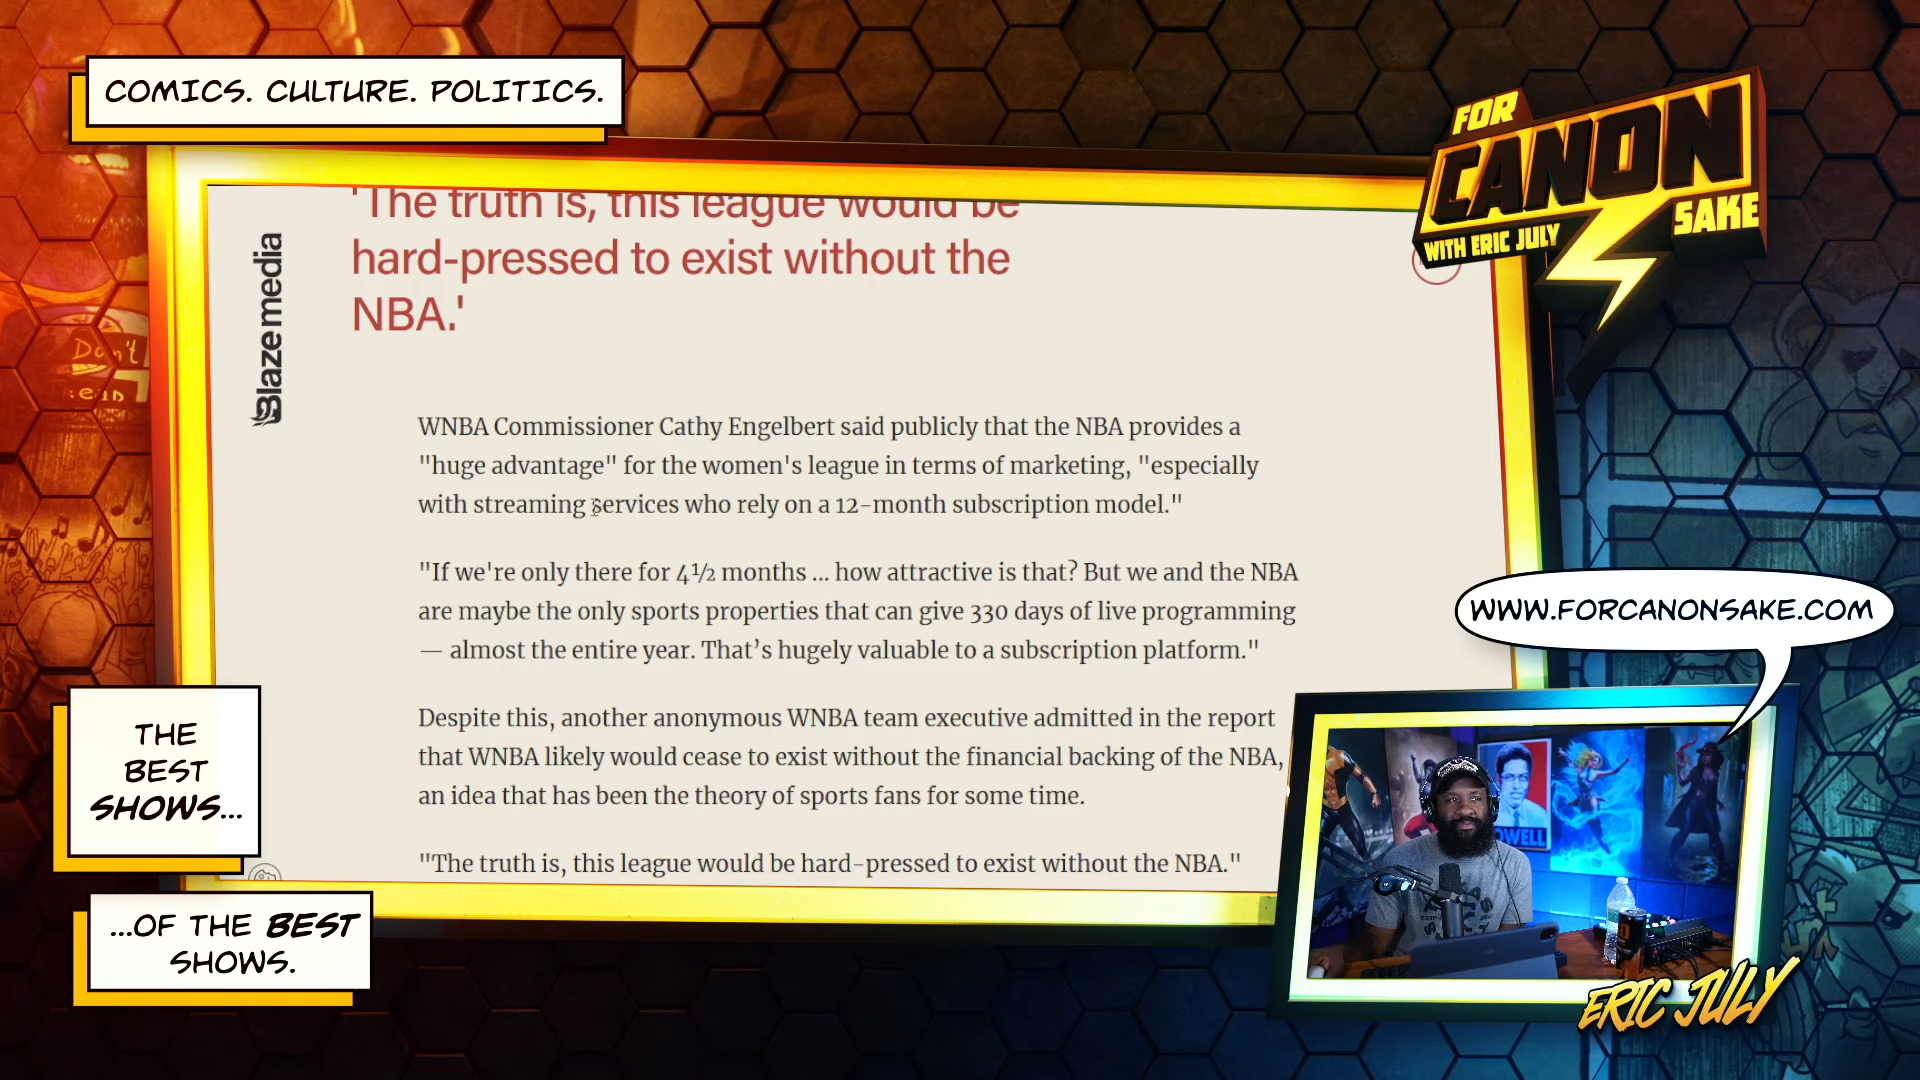 COMICS. CULTURE. POLITICS.
FOR
CANON
SAKE
WITH ERIC JULY
Blaze media
'The truth is, this league would be
hard-pressed to exist without the
NBA.'
WNBA Commissioner Cathy Engelbert said publicly that the NBA provides a
"huge advantage" for the women's league in terms of marketing, "especially
with streaming services who rely on a 12-month subscription model."
"If we're only there for 4½ months ... how attractive is that? But we and the NBA
are maybe the only sports properties that can give 330 days of live programming
— almost the entire year. That’s hugely valuable to a subscription platform."
Despite this, another anonymous WNBA team executive admitted in the report
that WNBA likely would cease to exist without the financial backing of the NBA,
an idea that has been the theory of sports fans for some time.
"The truth is, this league would be hard-pressed to exist without the NBA."
Don't
WWW.FORCANONSAKE.COM
THE
BEST
SHOWS...
...OF THE BEST
SHOWS.
OWELL
ERIC JULY